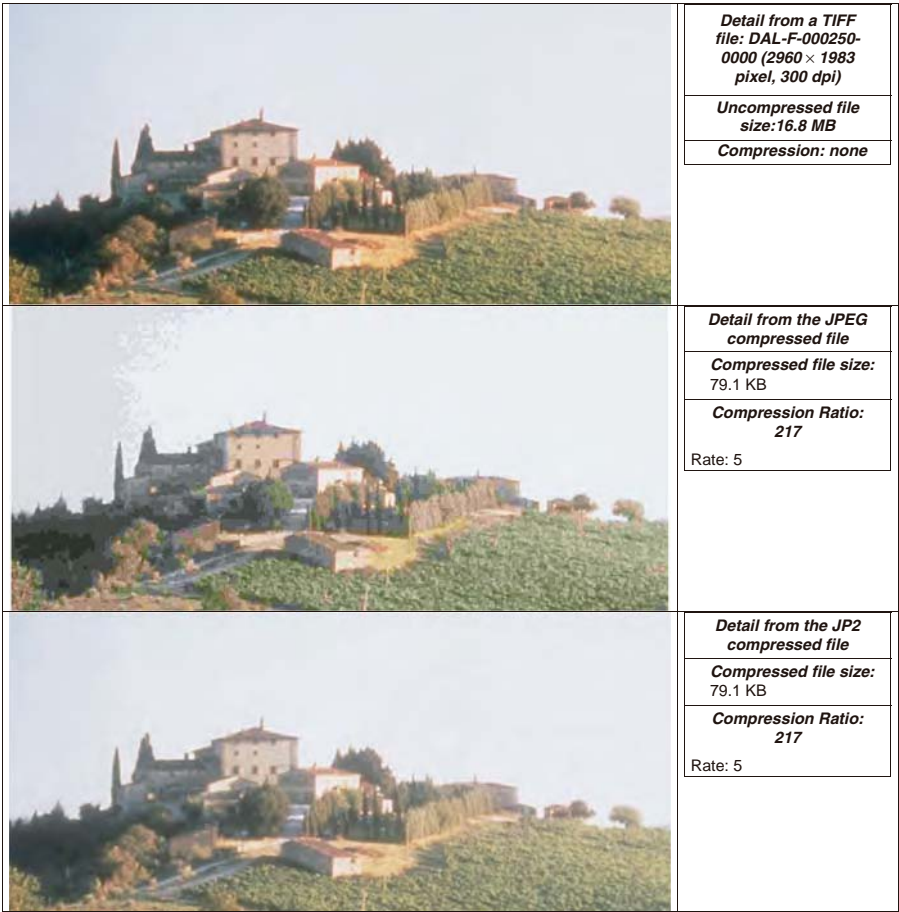 Detail from a TIFF
file: DAL-F-000250-
0000 (2960 × 1983
pixel, 300 dpi)
Uncompressed file
size:16.8 MB
Compression: none
Detail from the JPEG
compressed file
Compressed file size:
79.1 KB
Compression Ratio:
217
Rate: 5
Detail from the JP2
compressed file
Compressed file size:
79.1 KB
Compression Ratio:
217
Rate: 5